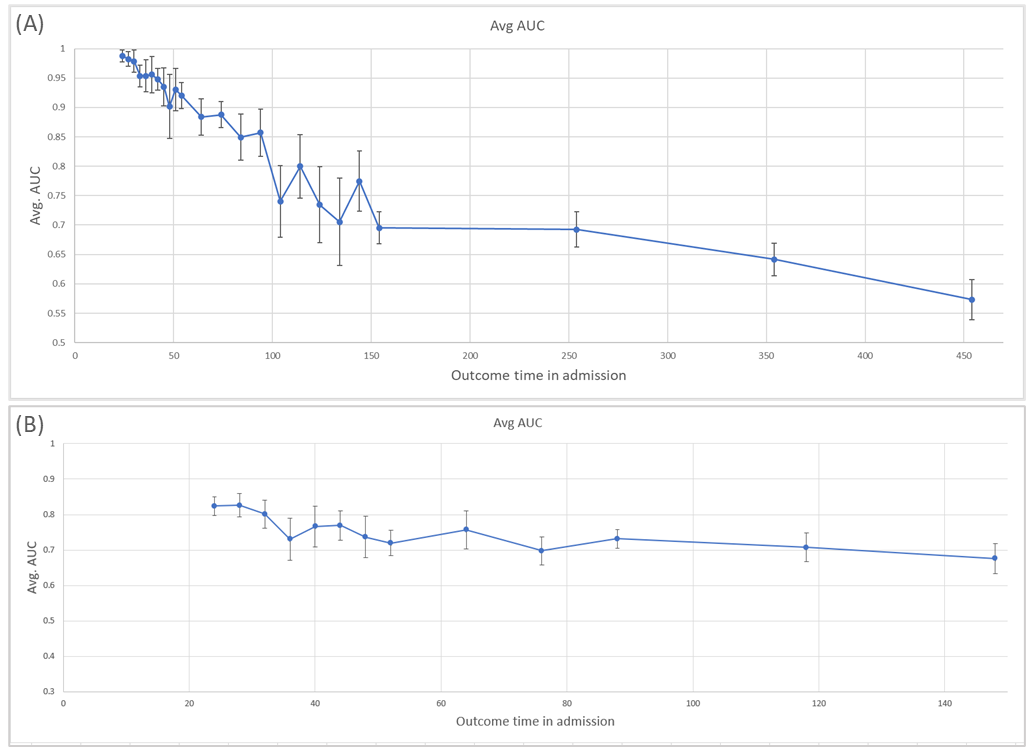 (A)
Avg AUC
Avg. AUC
1
0.95
0.9
0.85
0.8
0.75
0.7
0.65
0.6
0.55
0.5
0 50 100 150 200 250 300 350 400 450
Outcome time in admission
(B)
Avg AUC
Avg. AUC
1
0.9
0.8
0.7
0.6
0.5
0.4
0.3
0 20 40 60 80 100 120 140
Outcome time in admission